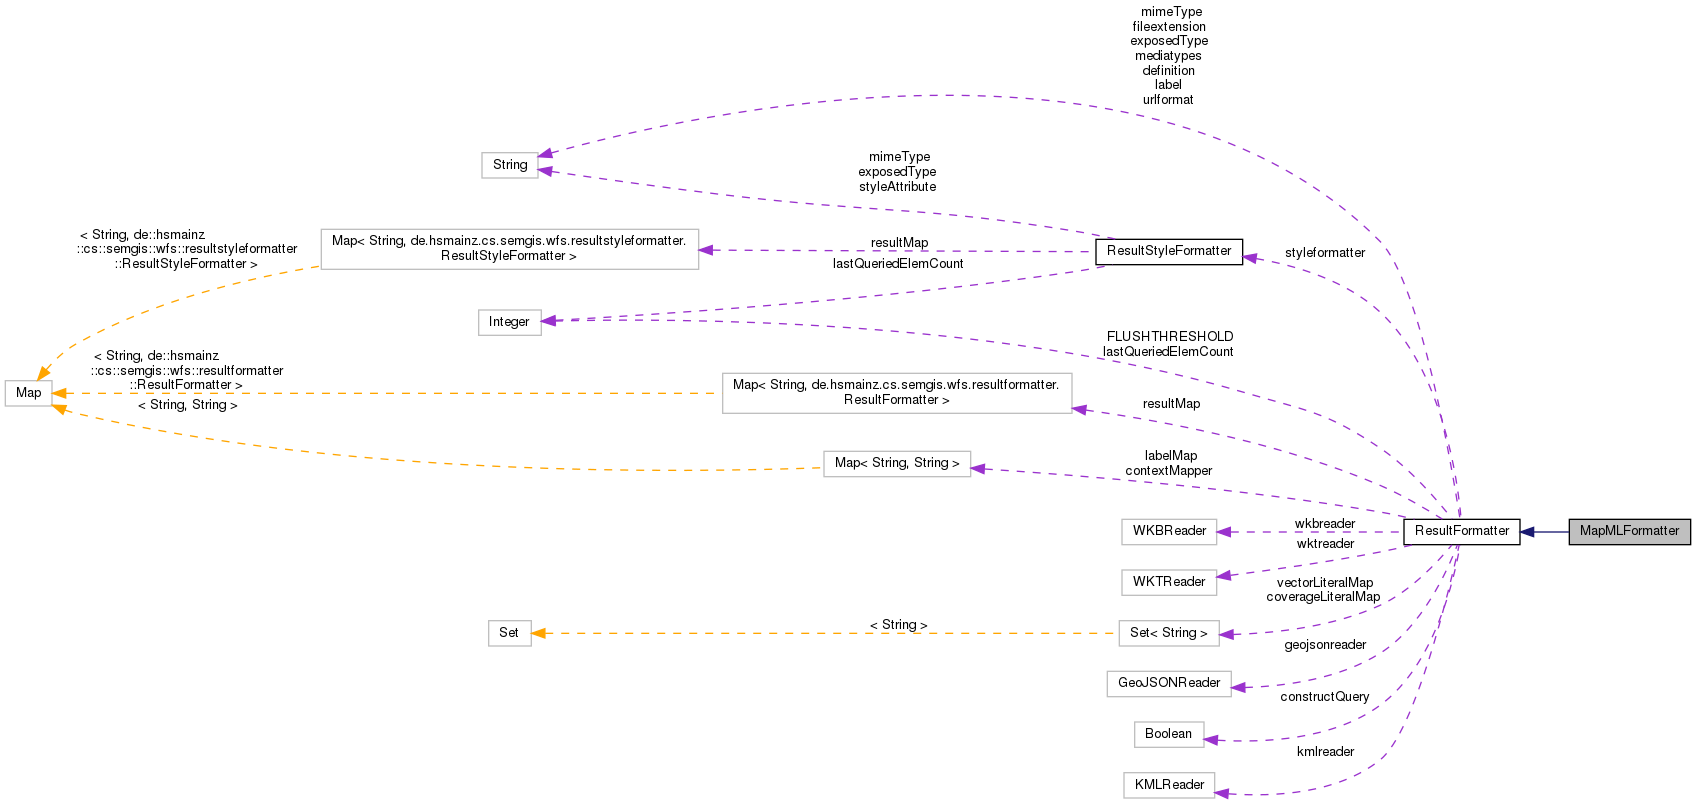 mimeType
fileextension
exposedType
mediatypes
definition
label
urlformat
mimeType
exposedType
styleAttribute
String
< String, de::hsmainz
::cs::semgis::wfs::resultstyleformatter
::ResultStyleFormatter >
Map< String, de.hsmainz.cs.semgis.wfs.resultstyleformatter.
ResultStyleFormatter >
resultMap
lastQueriedElemCount
ResultStyleFormatter
styleformatter
Integer
FLUSHTHRESHOLD
lastQueriedElemCount
< String, de::hsmainz
::cs::semgis::wfs::resultformatter
::ResultFormatter >
< String, String >
Map
Map< String, de.hsmainz.cs.semgis.wfs.resultformatter.
ResultFormatter >
resultMap
Map< String, String >
labelMap
contextMapper
WKBReader
wkbreader
ResultFormatter
MapMLFormatter
wktreader
WKTReader
vectorLiteralMap
coverageLiteralMap
Set
< String >
Set< String >
geojsonreader
GeoJSONReader
constructQuery
Boolean
kmlreader
KMLReader